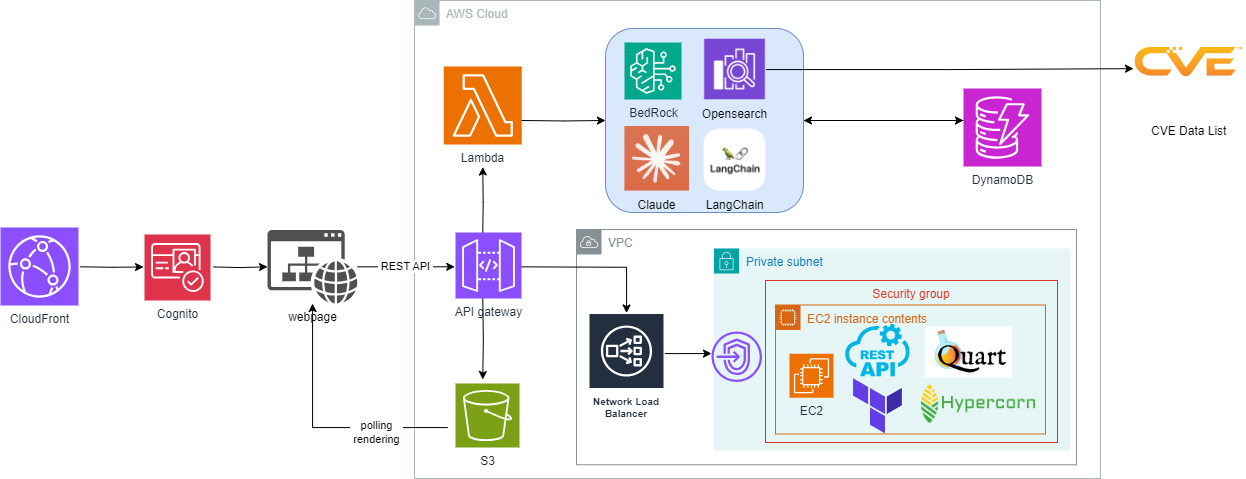 AWS Cloud
CVE
CVE Data List
BedRock
Opensearch
Lambda
LangChain
Claude
LangChain
DynamoDB
VPC
Private subnet
CloudFront
Cognito
webpage
REST API
API gateway
Security group
EC2 instance contents
REST
API
Quart
Network Load
Balancer
EC2
Hypercorn
polling
rendering
S3